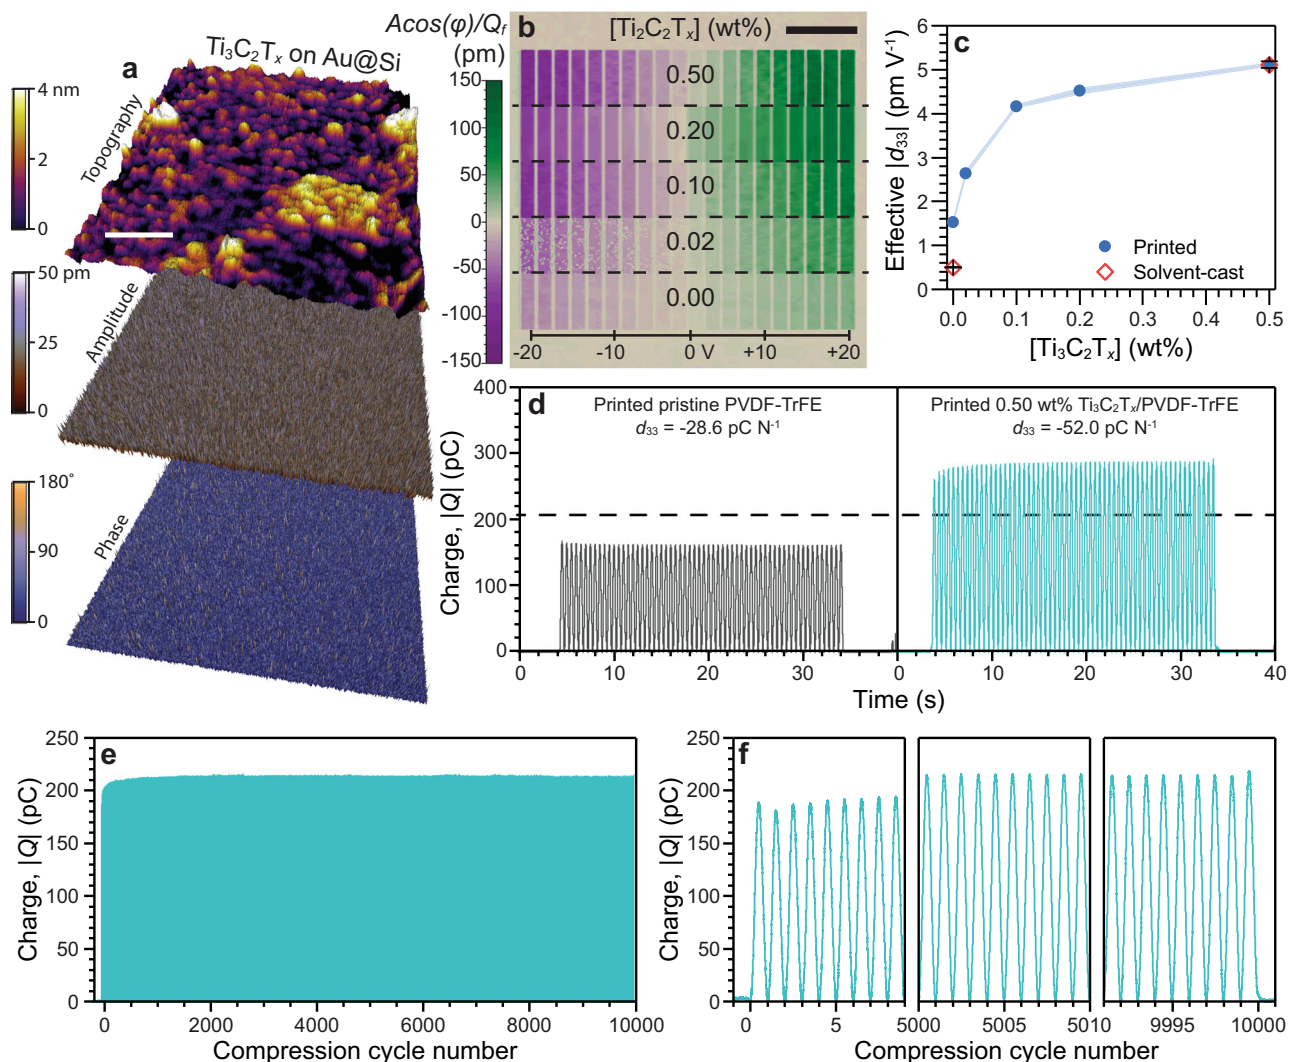 a
Ti₃C₂Tₓ on Au@Si
4 nm
2
0
Topography
50 pm
25
0
Amplitude
180°
90
0
Phase
Acos(φ)/Q_f
(pm)
150
100
50
0
-50
-100
-150
b
[Ti₂C₂Tₓ] (wt%)
0.50
0.20
0.10
0.02
0.00
-20 -10 0 V +10 +20
c
Effective |d₃₃| (pm V⁻¹)
6
5
4
3
2
1
0
Printed
Solvent-cast
0.0 0.1 0.2 0.3 0.4 0.5
[Ti₃C₂Tₓ] (wt%)
d
Charge, |Q| (pC)
400
300
200
100
0
Printed pristine PVDF-TrFE
d₃₃ = -28.6 pC N⁻¹
Printed 0.50 wt% Ti₃C₂Tₓ/PVDF-TrFE
d₃₃ = -52.0 pC N⁻¹
0 10 20 30 0 10 20 30 40
Time (s)
e
Charge, |Q| (pC)
250
200
150
100
50
0
0 2000 4000 6000 8000 10000
Compression cycle number
f
Charge, |Q| (pC)
250
200
150
100
50
0
0 5 5000 5005 5010 9995 10000
Compression cycle number